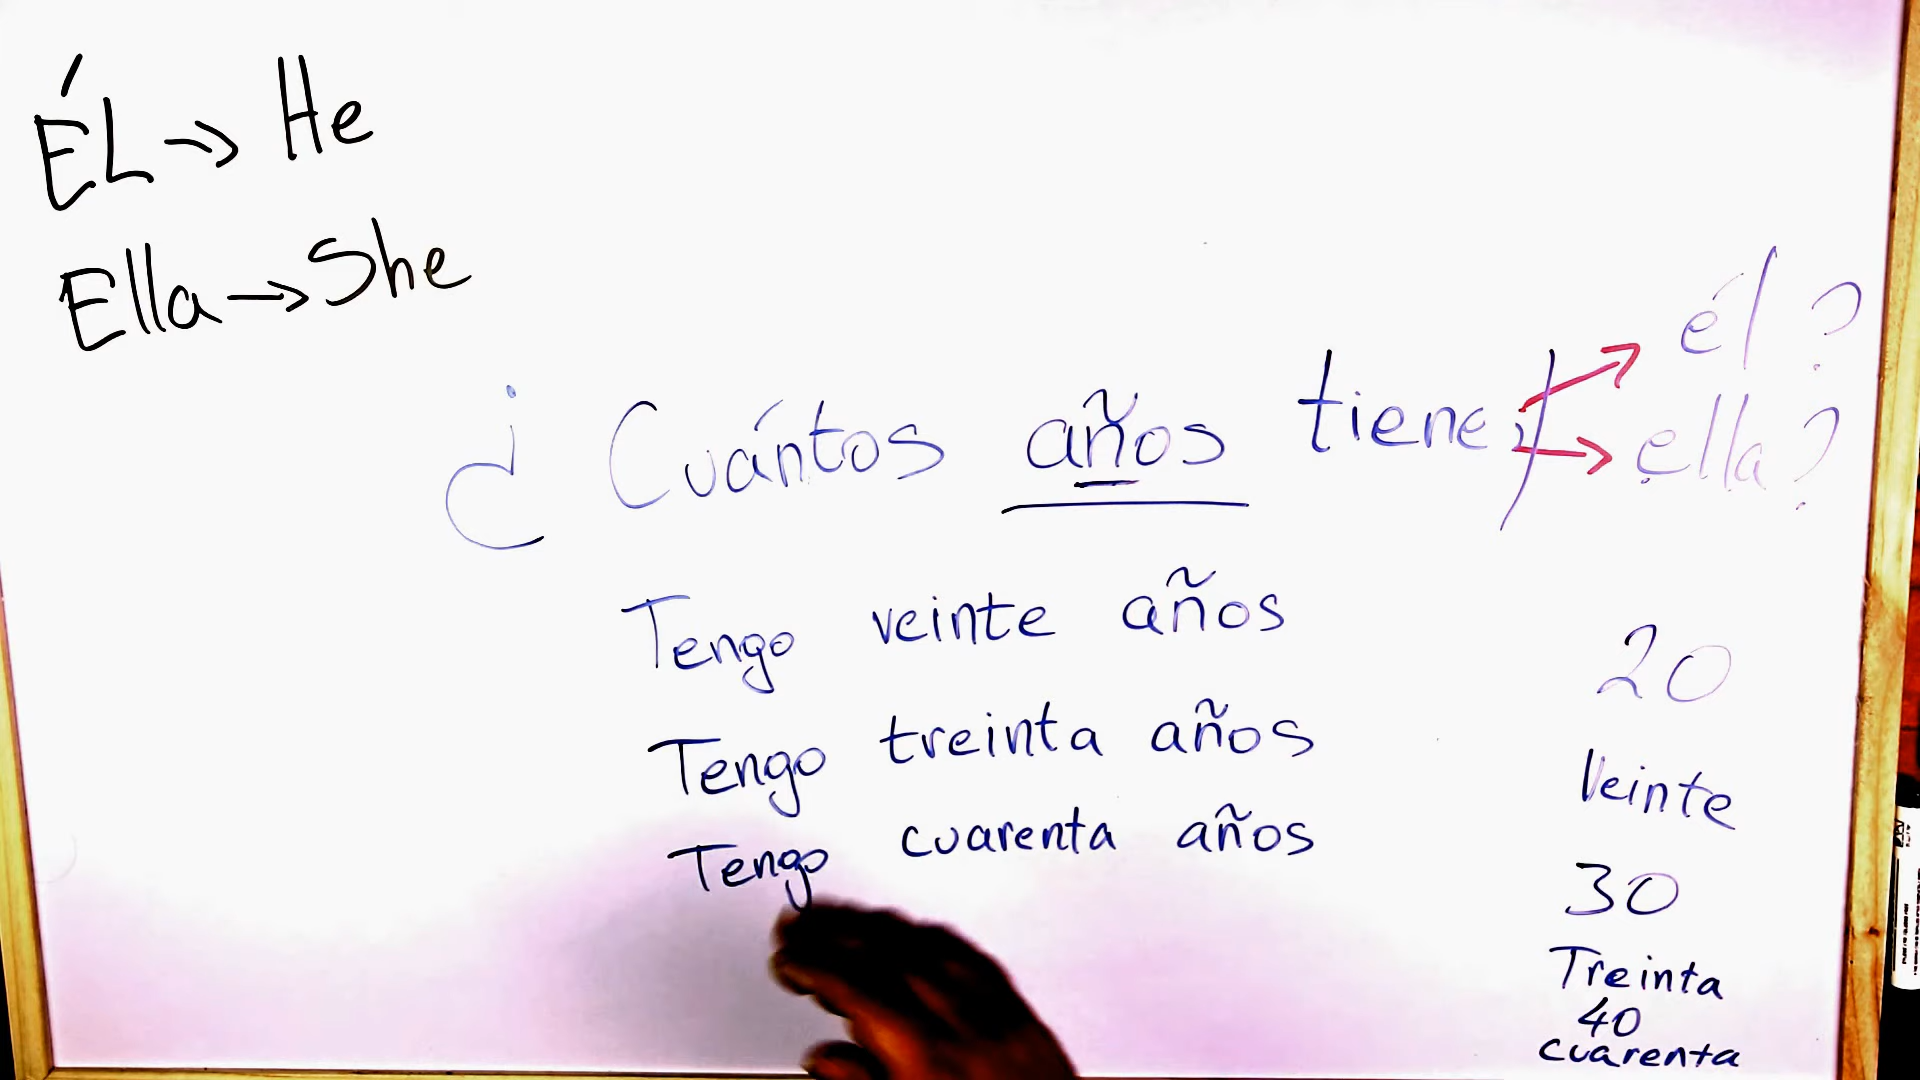 ÉL → He
Ella → She
¿Cuántos años tiene
él?
ella?
Tengo veinte años
Tengo treinta años
Tengo cuarenta años
20
Veinte
30
Treinta
40
cuarenta